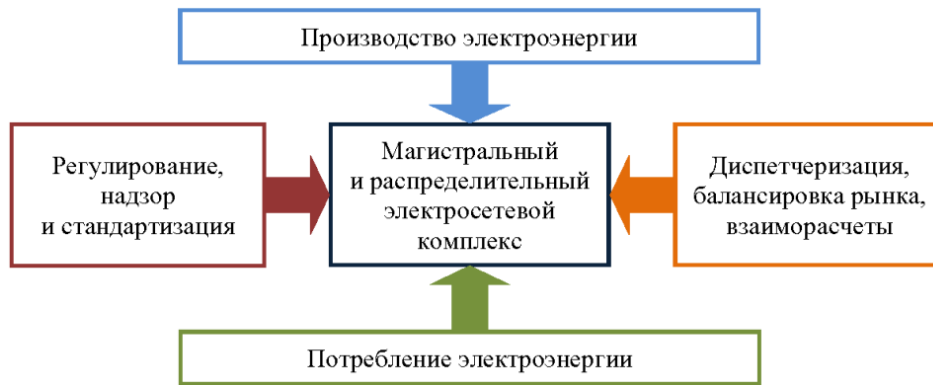 Производство электроэнергии
Регулирование,
надзор
и стандартизация
Магистральный
и распределительный
электросетевой
комплекс
Диспетчеризация,
балансировка рынка,
взаиморасчеты
Потребление электроэнергии